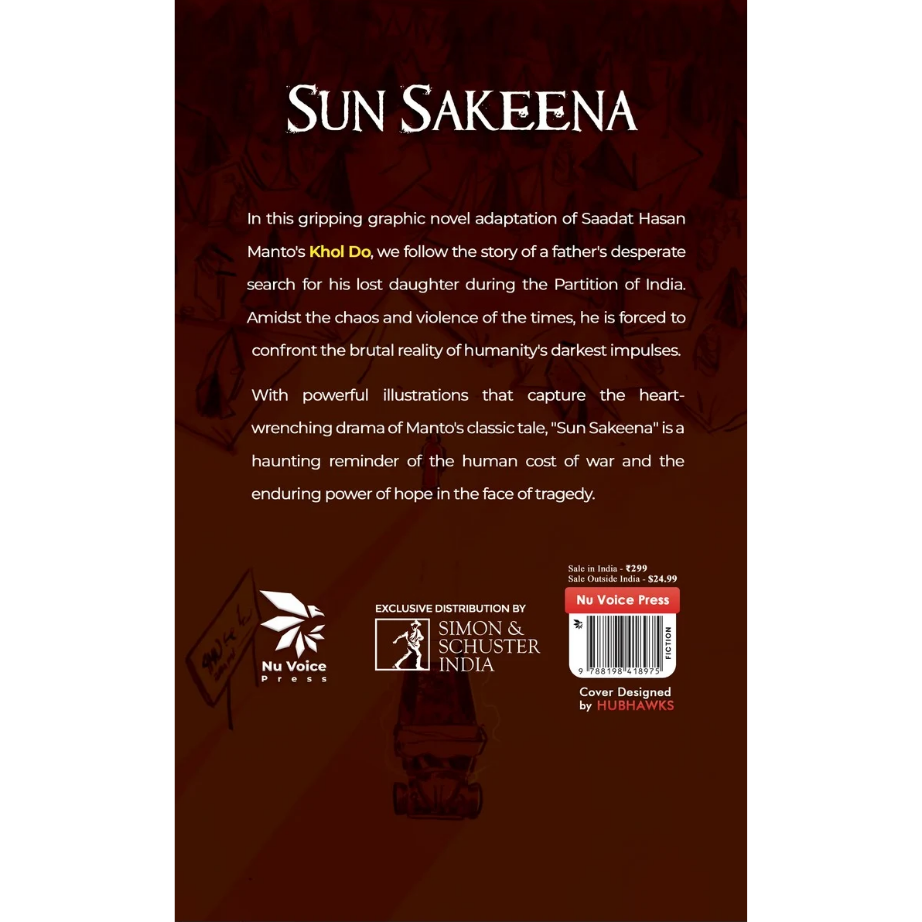 SUN SAKEENA
In this gripping graphic novel adaptation of Saadat Hasan
Manto's Khol Do, we follow the story of a father's desperate
search for his lost daughter during the Partition of India.
Amidst the chaos and violence of the times, he is forced to
confront the brutal reality of humanity's darkest impulses.
With powerful illustrations that capture the heart-
wrenching drama of Manto's classic tale, "Sun Sakeena" is a
haunting reminder of the human cost of war and the
enduring power of hope in the face of tragedy.
Nu Voice
Press
EXCLUSIVE DISTRIBUTION BY
SIMON &
SCHUSTER
INDIA
Sale in India - ₹299
Sale Outside India - $24.99
Nu Voice Press
FICTION
9 788198 418975
Cover Designed
by HUBHAWKS